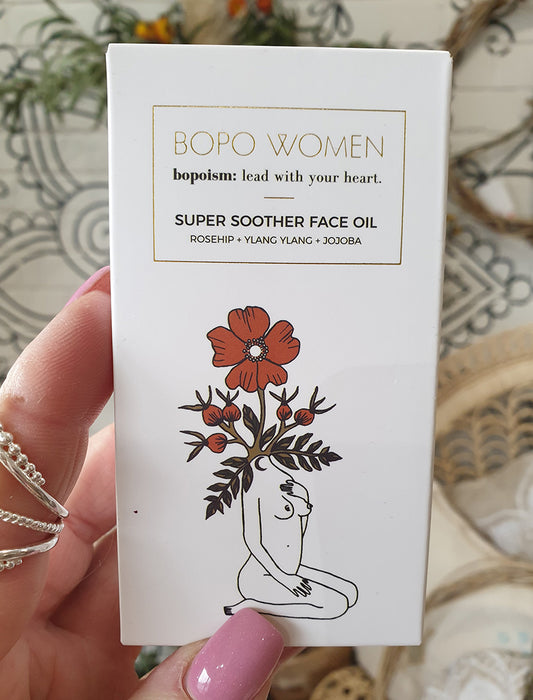 BOPO WOMEN
bopoism: lead with your heart.
SUPER SOOTHER FACE OIL
ROSEHIP + YLANG YLANG + JOJOBA